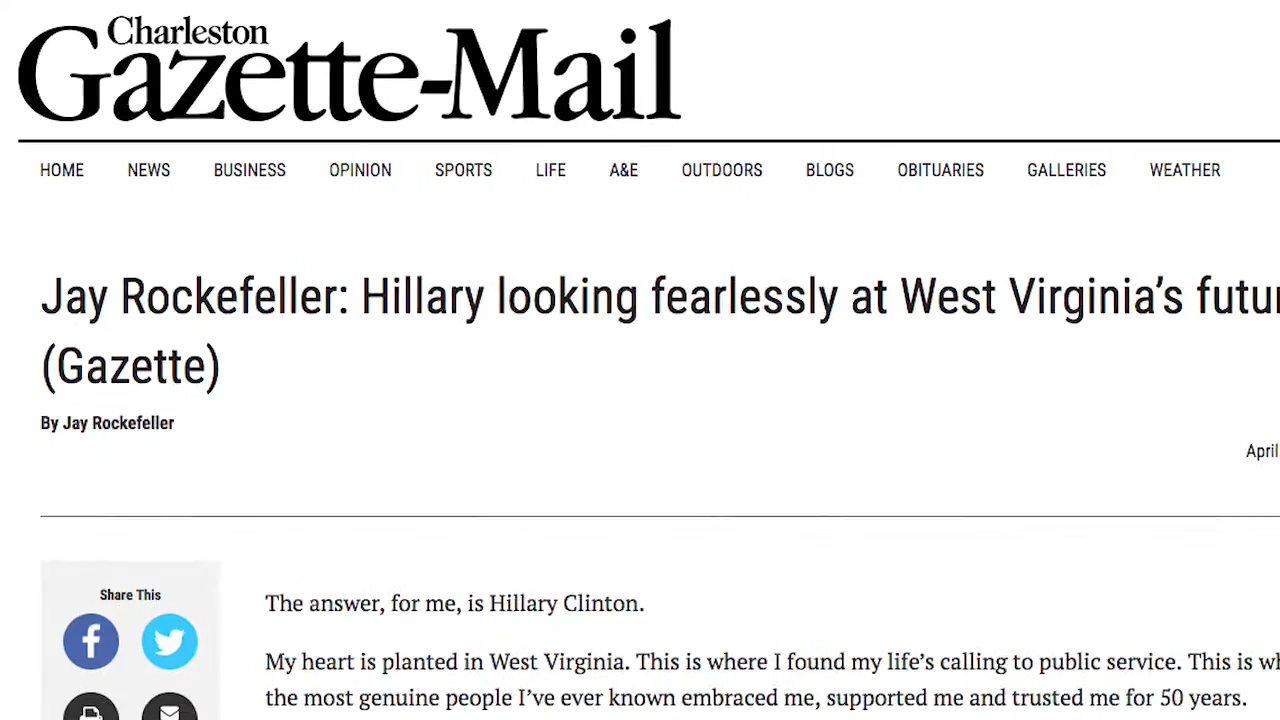 Charleston
Gazette-Mail
HOME NEWS BUSINESS OPINION SPORTS LIFE A&E OUTDOORS BLOGS OBITUARIES GALLERIES WEATHER
Jay Rockefeller: Hillary looking fearlessly at West Virginia’s
(Gazette)
By Jay Rockefeller
April
Share This
The answer, for me, is Hillary Clinton.
My heart is planted in West Virginia. This is where I found my life’s calling to public service. This is
the most genuine people I’ve ever known embraced me, supported me and trusted me for 50 years.